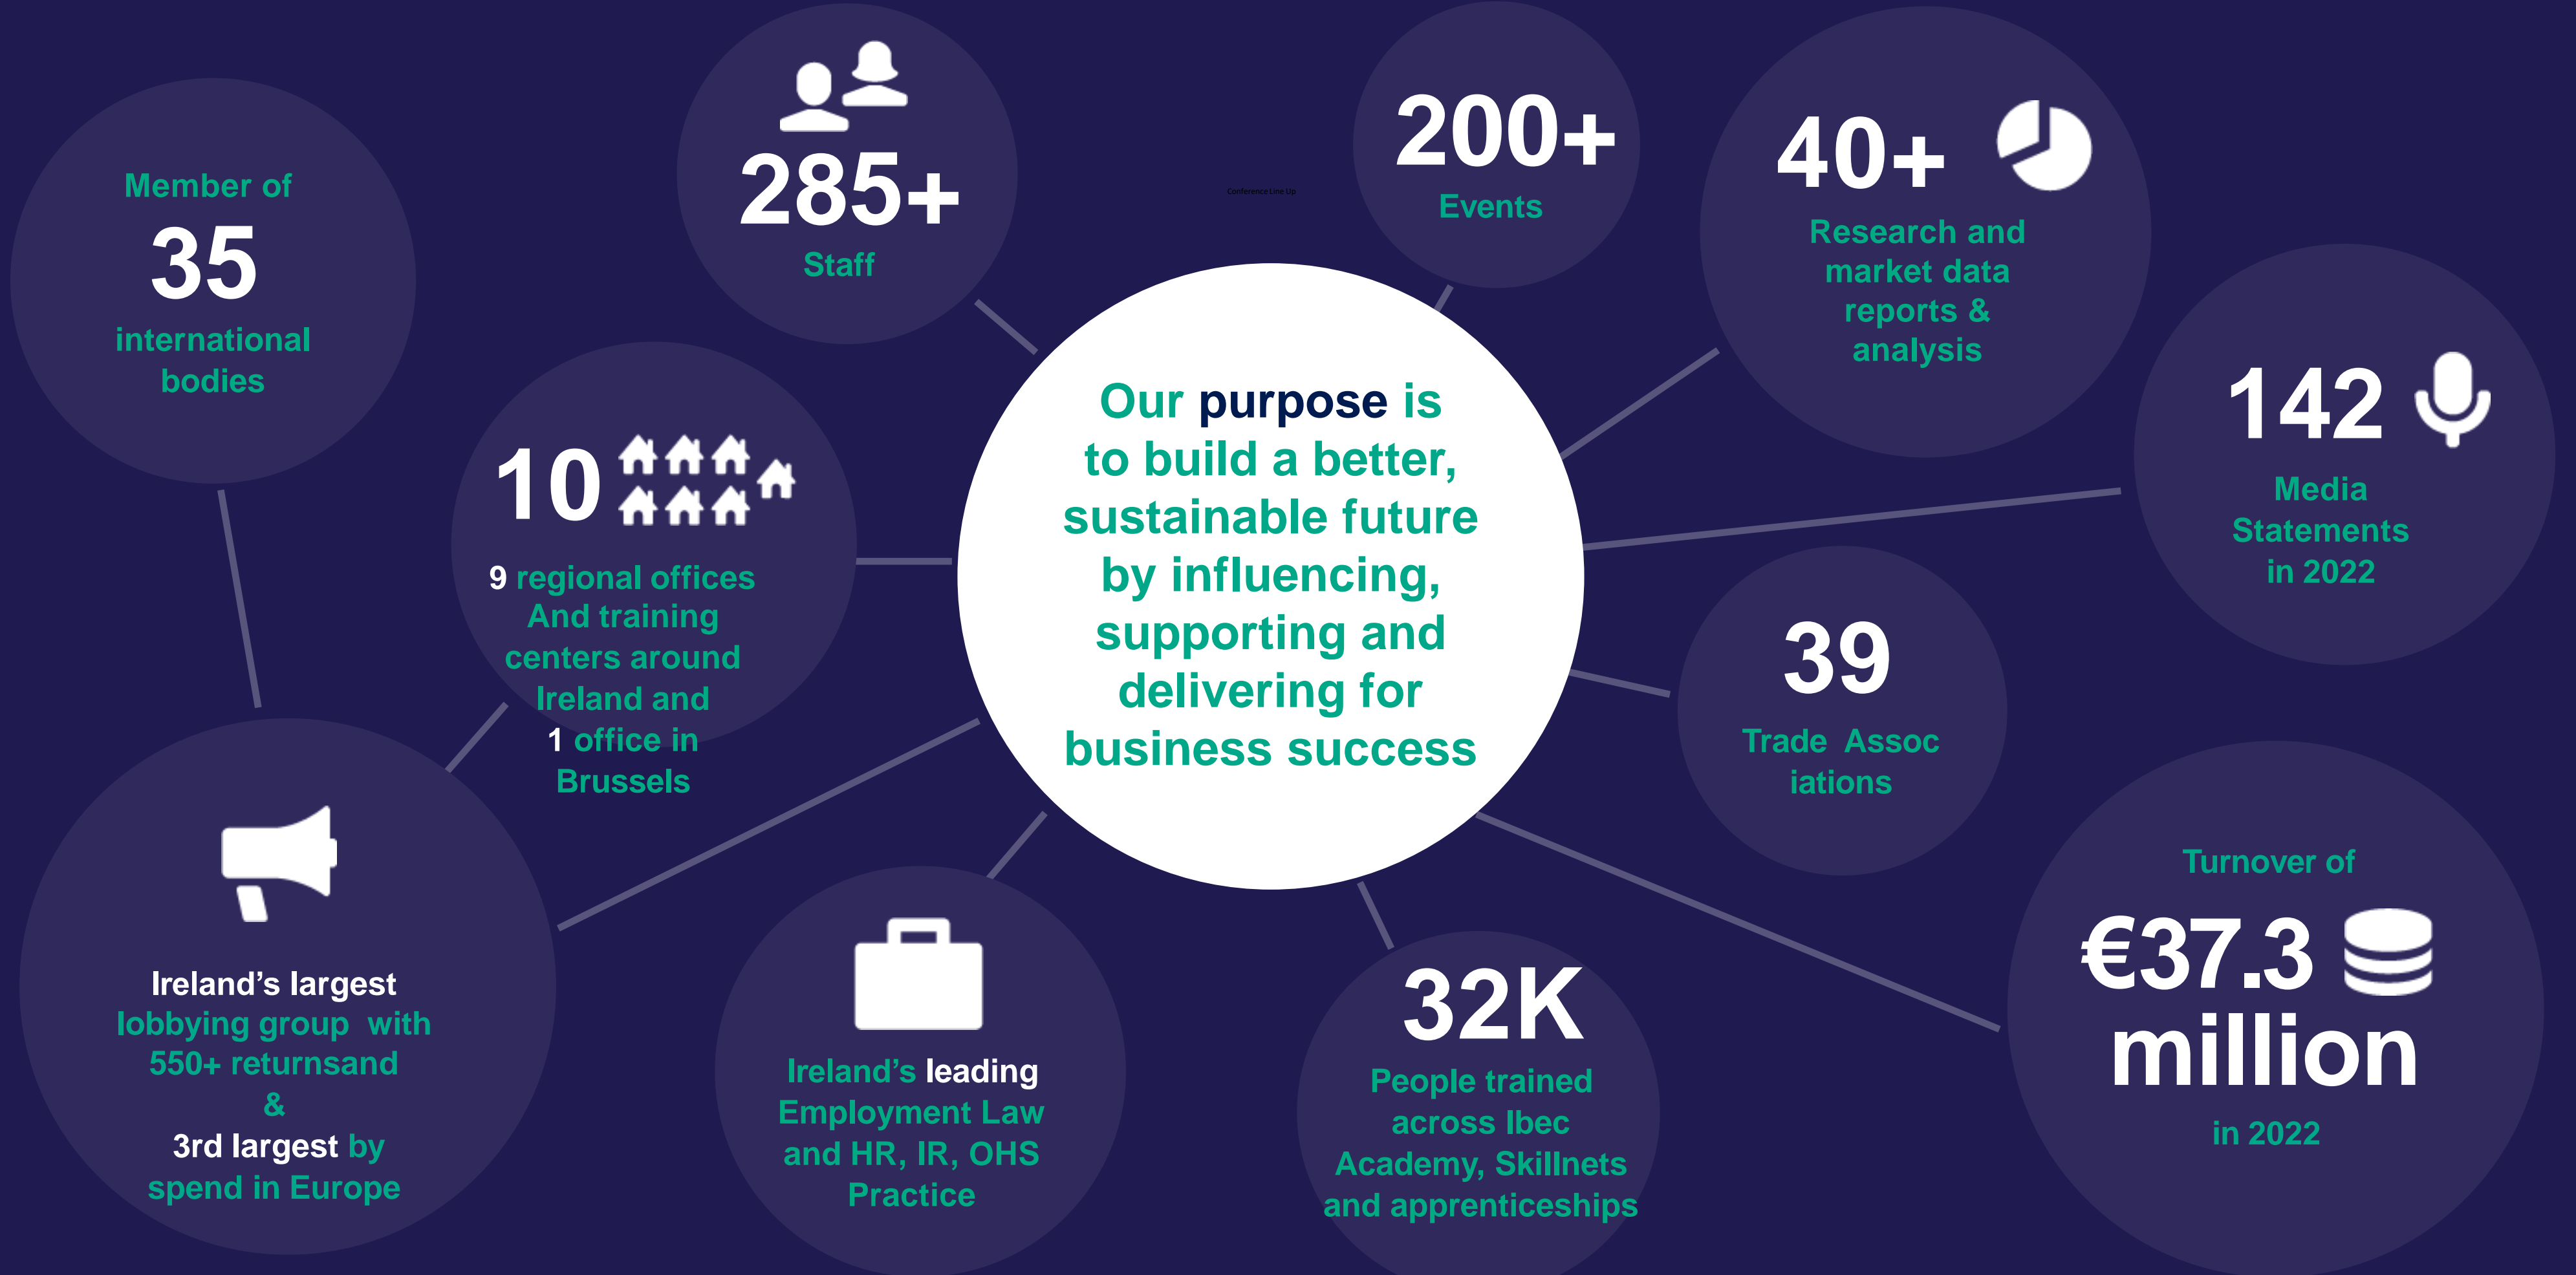 Member of
35
international
bodies
285+
Staff
Conference Line Up
200+
Events
40+
Research and
market data
reports &
analysis
142
Media
Statements
in 2022
10
9 regional offices
And training
centers around
Ireland and
1 office in
Brussels
Our purpose is
to build a better,
sustainable future
by influencing,
supporting and
delivering for
business success
39
Trade  Assoc
iations
Ireland’s largest
lobbying group  with
550+ returnsand
&
3rd largest by
spend in Europe
Ireland’s leading
Employment Law
and HR, IR, OHS
Practice
32K
People trained
across Ibec
Academy, Skillnets
and apprenticeships
Turnover of
€37.3
million
in 2022